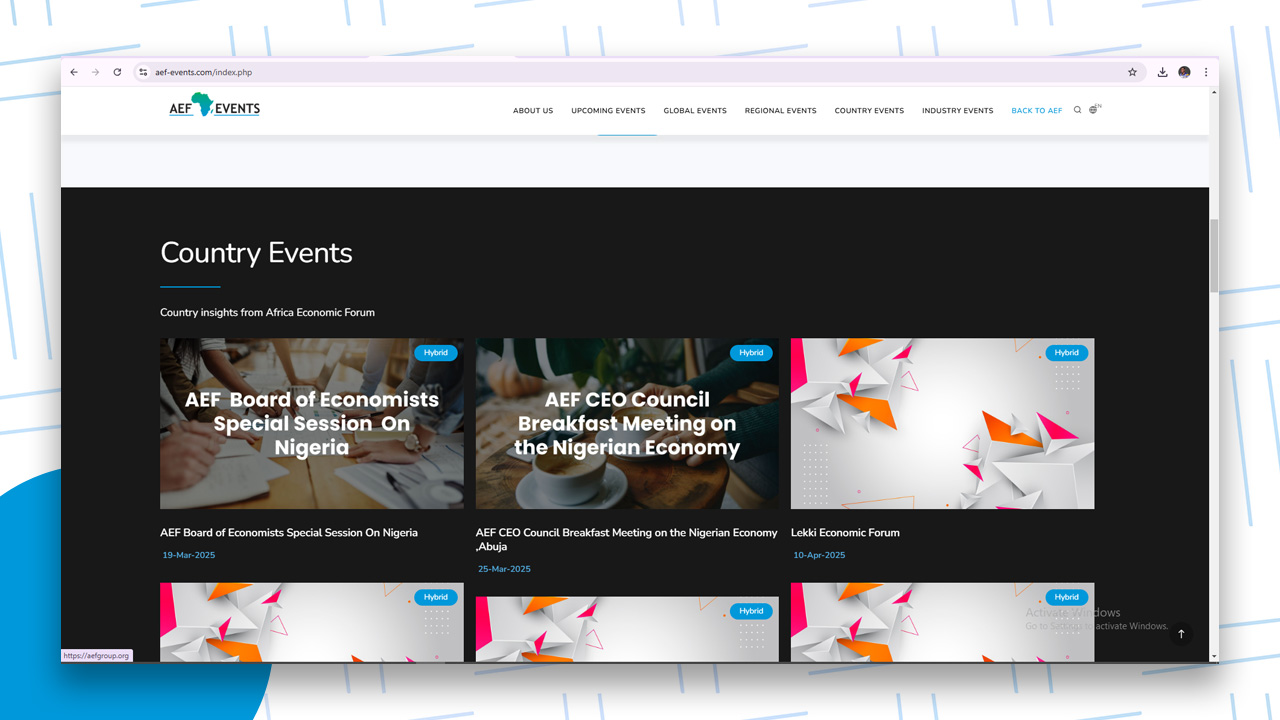 aef-events.com/index.php
AEF EVENTS
ABOUT US
UPCOMING EVENTS
GLOBAL EVENTS
REGIONAL EVENTS
COUNTRY EVENTS
INDUSTRY EVENTS
BACK TO AEF
EN
Country Events
Country insights from Africa Economic Forum
Hybrid
AEF Board of Economists
Special Session On
Nigeria
AEF Board of Economists Special Session On Nigeria
19-Mar-2025
Hybrid
AEF CEO Council
Breakfast Meeting on
the Nigerian Economy
AEF CEO Council Breakfast Meeting on the Nigerian Economy
,Abuja
25-Mar-2025
Hybrid
Lekki Economic Forum
10-Apr-2025
Hybrid
Hybrid
Hybrid
Activate Windows
Go to Settings to activate Windows.
https://aefgroup.org